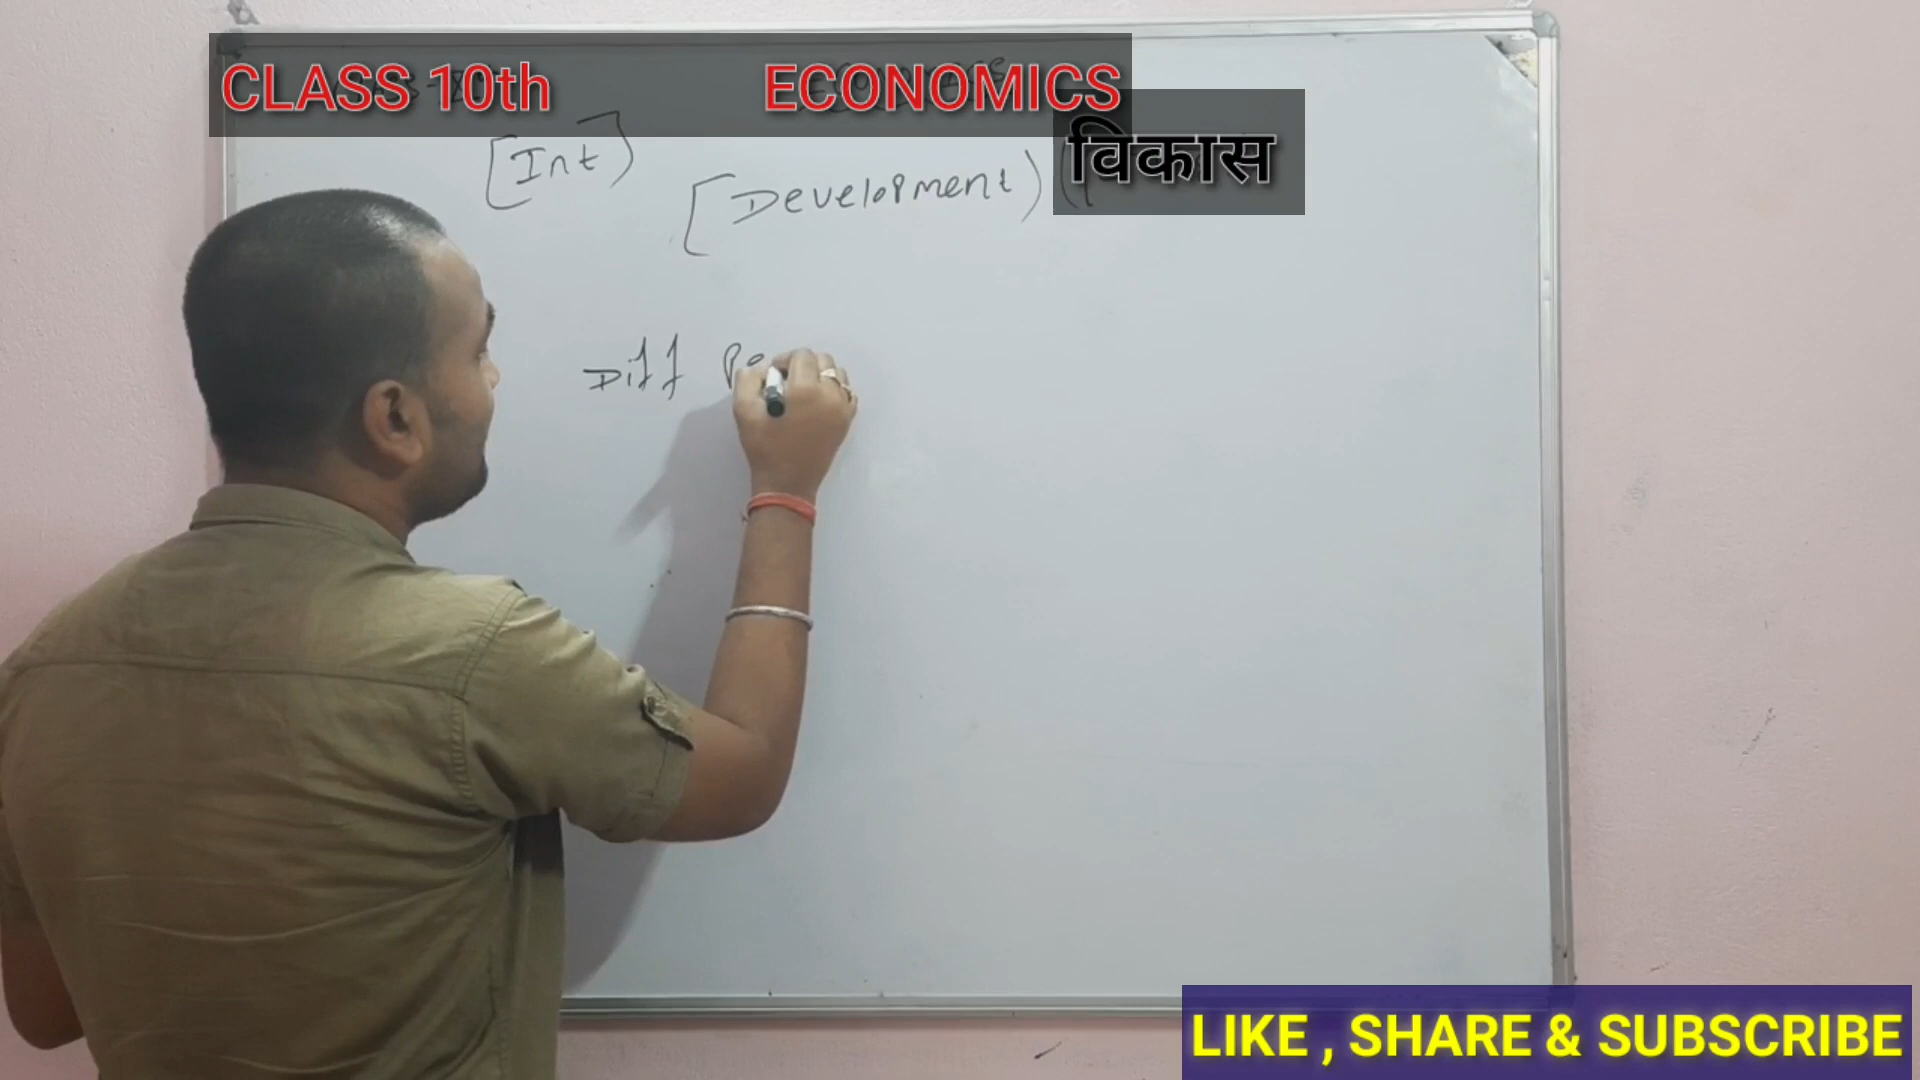 CLASS 10th ECONOMICS
विकास
[Int]
[Development)
Diff
LIKE , SHARE & SUBSCRIBE